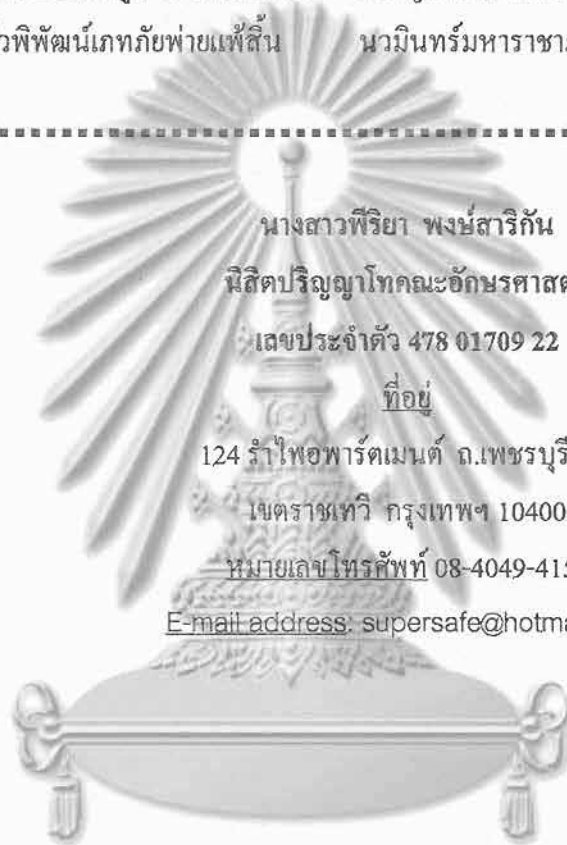 วพิพัฒน์เภทภัยพ่ายแพ้สิ้น นวมินทร์มหาราชา
นางสาวพีริยา พงษ์สาริกัน
นิสิตปริญญาโทคณะอักษรศาสต
เลขประจำตัว 478 01709 22
ที่อยู่
124 รำไพอพาร์ตเมนต์ ถ.เพชรบุรี
เขตราชเทวี กรุงเทพฯ 10400
หมายเลขโทรศัพท์ 08-4049-415
E-mail address: supersafe@hotma